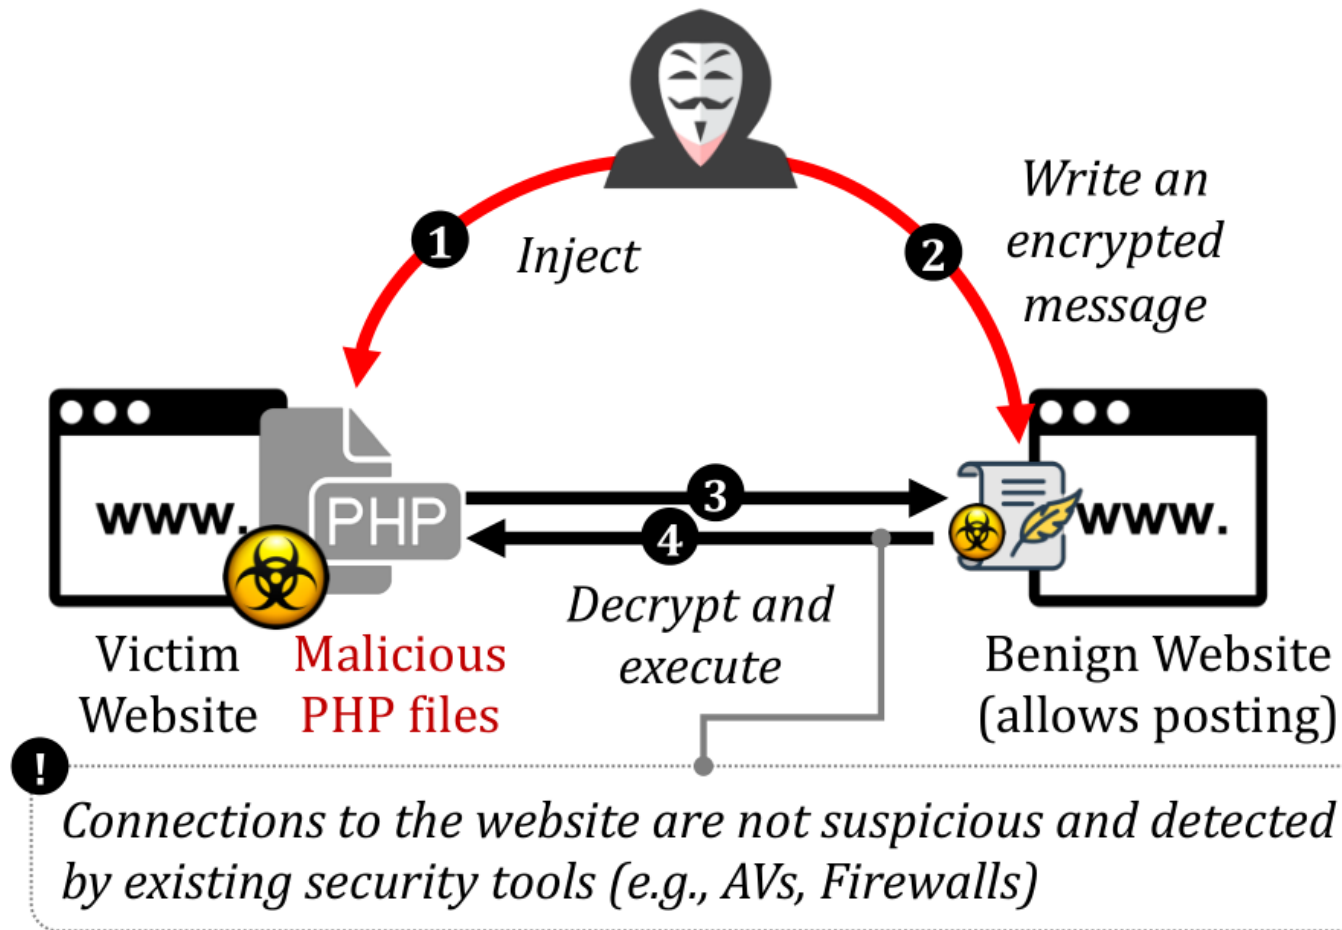 1
Inject
2
Write an
encrypted
message
www.
PHP
3
4
www.
Decrypt and
execute
Victim
Website
Malicious
PHP files
Benign Website
(allows posting)
!
Connections to the website are not suspicious and detected
by existing security tools (e.g., AVs, Firewalls)